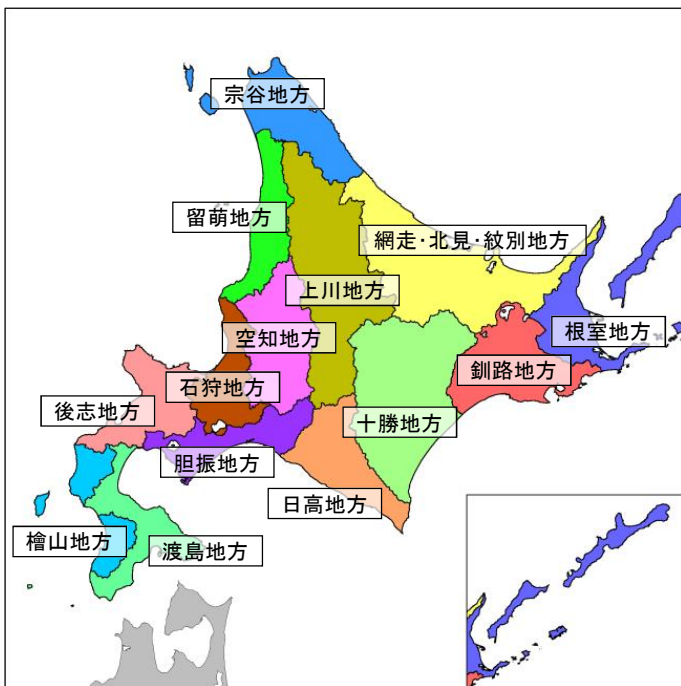 宗谷地方
留萌地方
網走・北見・紋別地方
上川地方
空知地方
根室地方
釧路地方
石狩地方
後志地方
十勝地方
胆振地方
日高地方
檜山地方
渡島地方